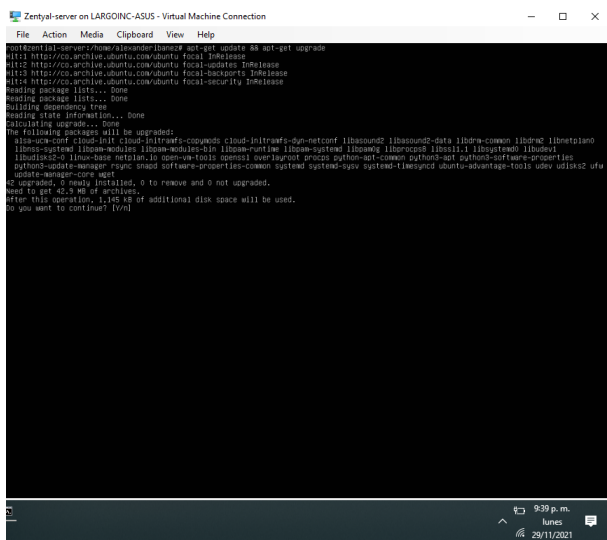 Zentyal-server on LARGOINC-ASUS - Virtual Machine Connection
File Action Media Clipboard View Help
root@zential-server:/home/alexanderibanez# apt-get update && apt-get upgrade
Hit:1 http://co.archive.ubuntu.com/ubuntu focal InRelease
Hit:2 http://co.archive.ubuntu.com/ubuntu focal-updates InRelease
Hit:3 http://co.archive.ubuntu.com/ubuntu focal-backports InRelease
Hit:4 http://co.archive.ubuntu.com/ubuntu focal-security InRelease
Reading package lists... Done
Reading package lists... Done
Building dependency tree
Reading state information... Done
Calculating upgrade... Done
The following packages will be upgraded:
alsa-ucm-conf cloud-init cloud-initramfs-copymods cloud-initramfs-dyn-netconf libasound2 libasound2-data libdrm-common libdrm2 libnetplan0
libnss-systemd libpam-modules libpam-modules-bin libpam-runtime libpam-systemd libpam0g libprocps8 libssl1.1 libsystemd0 libudev1
libudisks2-0 linux-base netplan.io open-vm-tools openssl overlayroot procps python-apt-common python3-apt python3-software-properties
python3-update-manager rsync snapd software-properties-common systemd systemd-sysv systemd-timesyncd ubuntu-advantage-tools udev udisks2 ufw
update-manager-core wget
42 upgraded, 0 newly installed, 0 to remove and 0 not upgraded.
Need to get 42.9 MB of archives.
After this operation, 1,145 kB of additional disk space will be used.
Do you want to continue? [Y/n]
9:39 p. m.
lunes
29/11/2021